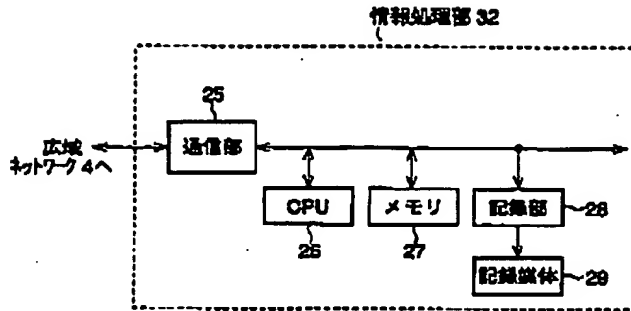 情報処理部 32
25
通信部
広域
ネットワーク4へ
CPU
26
メモリ
27
記録部
28
記録媒体
29